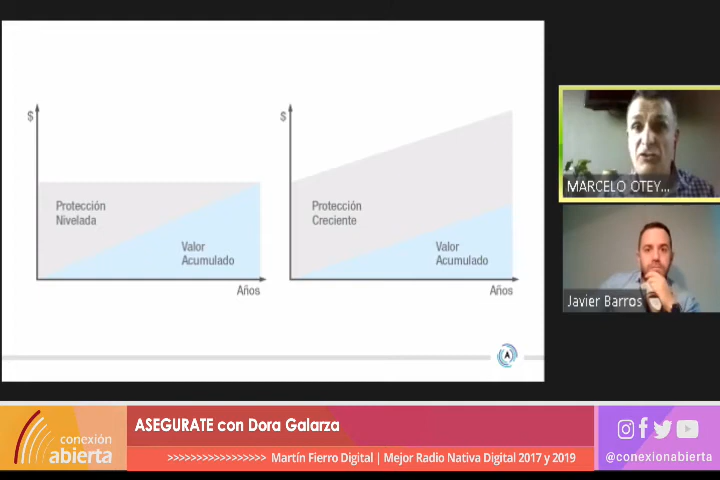 $
Protección
Nivelada
Valor
Acumulado
Años
$
Protección
Creciente
Valor
Acumulado
Años
A
MARCELO OTEY...
Javier Barros
conexión
abierta
ASEGURATE con Dora Galarza
>>>>>>>>>>>>>>>>> Martín Fierro Digital | Mejor Radio Nativa Digital 2017 y 2019
@conexionabierta